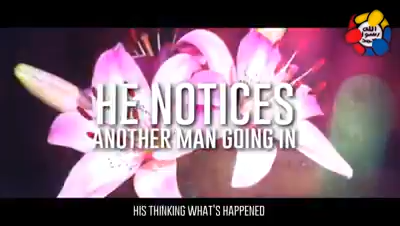 HE NOTICES
ANOTHER MAN GOING IN
HIS THINKING WHAT'S HAPPENED